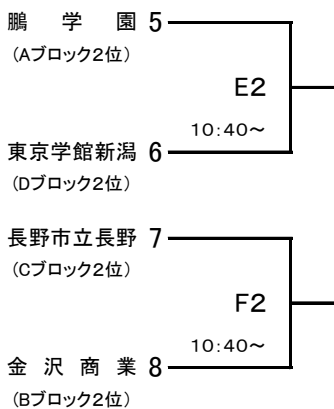 鵬学園 5
(Aブロック2位)
E2
10:40~
東京学館新潟 6
(Dブロック2位)
長野市立長野 7
(Cブロック2位)
F2
10:40~
金沢商業 8
(Bブロック2位)